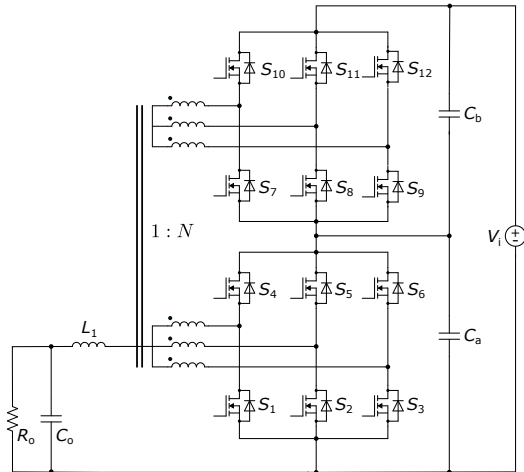 S10 S11 S12
Cb
S7 S8 S9
1 : N
Vi
S4 S5 S6
L1
Ca
S1 S2 S3
Ro Co